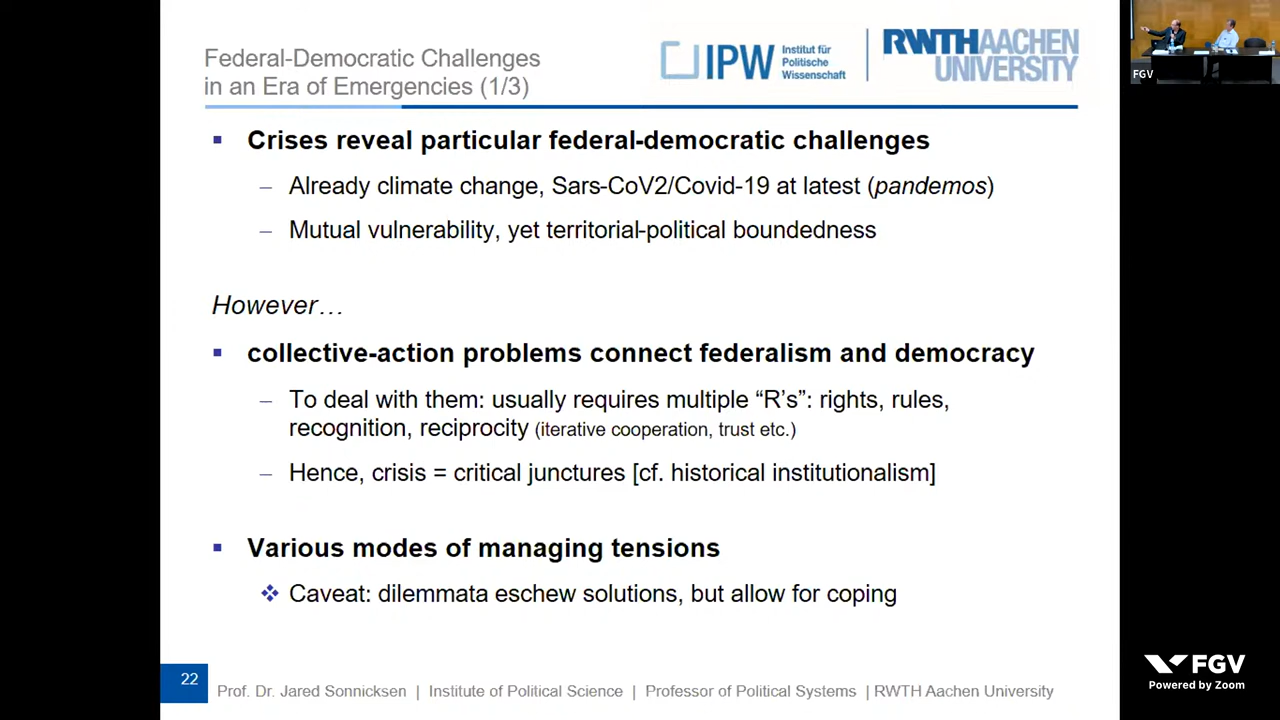 Federal-Democratic Challenges
in an Era of Emergencies (1/3)
IPW Institut für
Politische
Wissenschaft
RWTHAACHEN
UNIVERSITY
FGV
▪ Crises reveal particular federal-democratic challenges
– Already climate change, Sars-CoV2/Covid-19 at latest (pandemos)
– Mutual vulnerability, yet territorial-political boundedness
However…
▪ collective-action problems connect federalism and democracy
– To deal with them: usually requires multiple “R’s”: rights, rules,
recognition, reciprocity (iterative cooperation, trust etc.)
– Hence, crisis = critical junctures [cf. historical institutionalism]
▪ Various modes of managing tensions
❖ Caveat: dilemmata eschew solutions, but allow for coping
22
Prof. Dr. Jared Sonnicksen | Institute of Political Science | Professor of Political Systems | RWTH Aachen University
FGV
Powered by Zoom